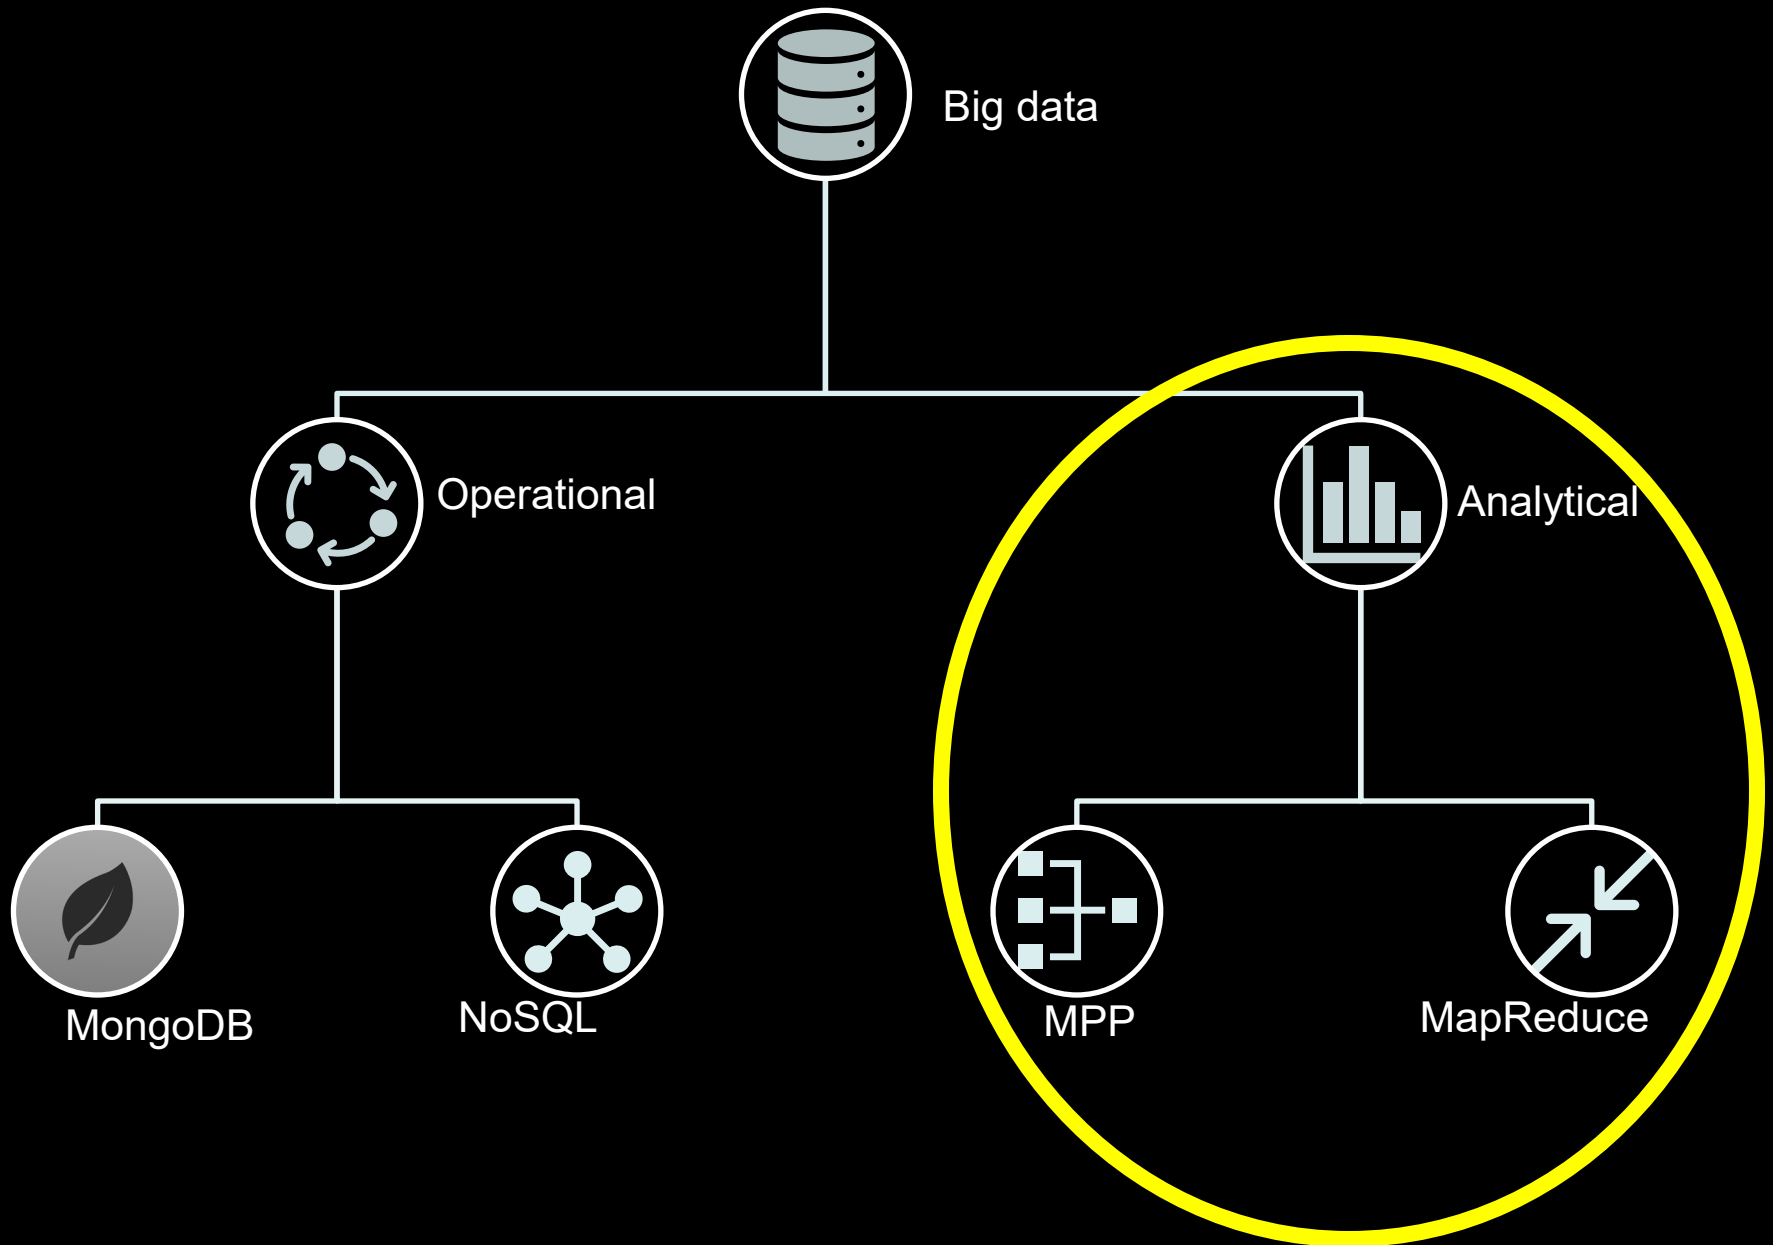 Big data
Operational
Analytical
MongoDB
NoSQL
MPP
MapReduce